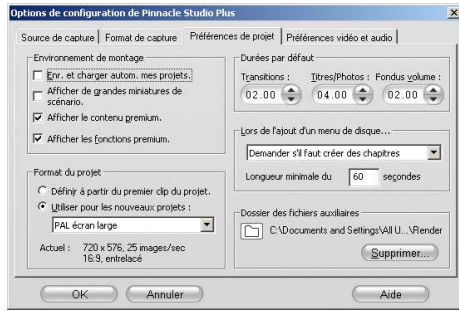 Options de configuration de Pinnacle Studio Plus
Source de capture
Format de capture
Préférences de projet
Préférences vidéo et audio
Environnement de montage
Enr. et charger autom. mes projets.
Afficher de grandes miniatures de
scénario.
Afficher le contenu premium.
Afficher les fonctions premium.
Format du projet
Définir à partir du premier clip du projet.
Utiliser pour les nouveaux projets :
PAL écran large
Actuel : 720 x 576, 25 images/sec
16:9, entrelacé
Durées par défaut
Transitions : Titres/Photos : Fondus volume :
02.00 04.00 02.00
Lors de l'ajout d'un menu de disque...
Demander s'il faut créer des chapitres
Longueur minimale du 60 secondes
Dossier des fichiers auxiliaires
C:\Documents and Settings\All U...\Render
Supprimer...
OK
Annuler
Aide